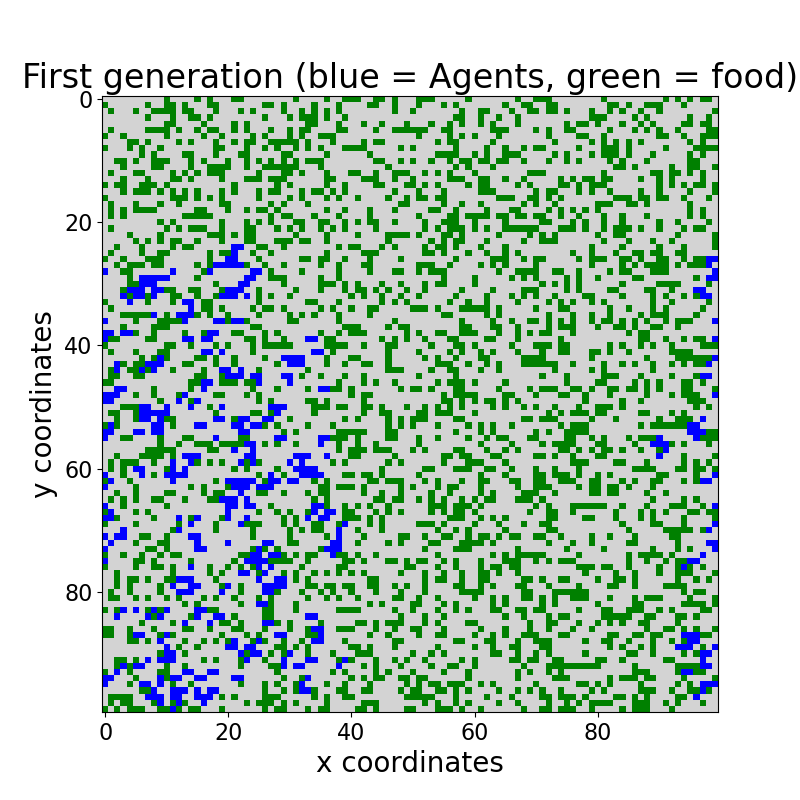 First generation (blue = Agents, green = food)
0
20
40
60
80
y coordinates
0 20 40 60 80
x coordinates